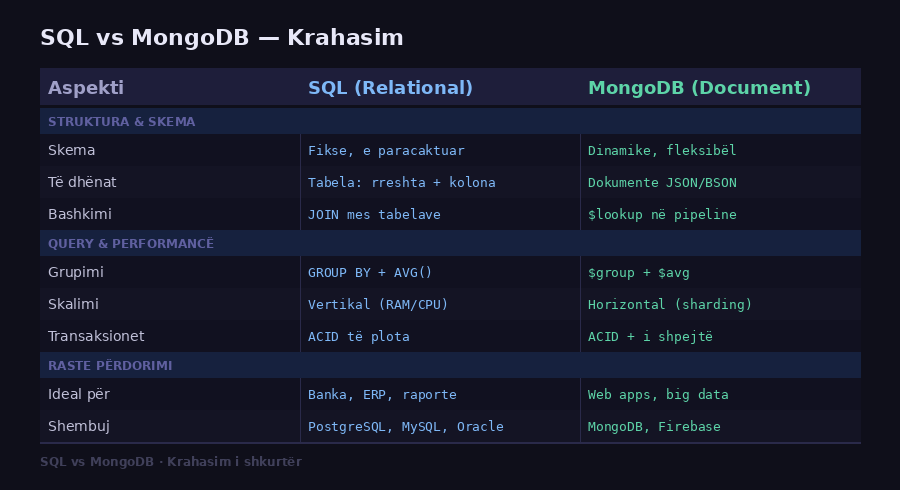 SQL vs MongoDB — Krahasim
Aspekti SQL (Relational) MongoDB (Document)
STRUKTURA & SKEMA
Skema Fikse, e paracaktuar Dinamike, fleksibël
Të dhënat Tabela: rreshta + kolona Dokumente JSON/BSON
Bashkimi JOIN mes tabelave $lookup në pipeline
QUERY & PERFORMANCË
Grupimi GROUP BY + AVG() $group + $avg
Skalimi Vertikal (RAM/CPU) Horizontal (sharding)
Transaksionet ACID të plota ACID + i shpejtë
RASTE PËRDORIMI
Ideal për Banka, ERP, raporte Web apps, big data
Shembuj PostgreSQL, MySQL, Oracle MongoDB, Firebase
SQL vs MongoDB · Krahasim i shkurtër